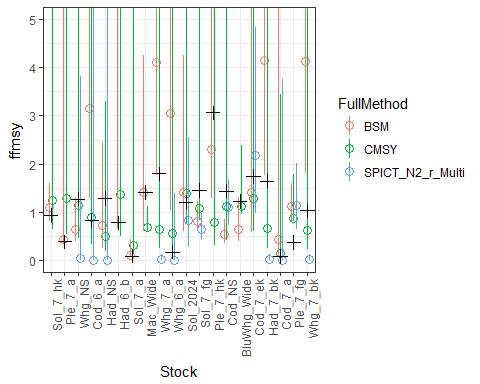 5
4
3
2
1
0
ffmsy
Sol_7_hk
Ple_7_a
Whg_NS
Cod_6_a
Had_NS
Had_6_b
Sol_7_a
Mac_Wide
Whg_7_a
Whg_6_a
Sol_2024
Sol_7_fg
Ple_7_hk
Cod_NS
BluWhg_Wide
Cod_7_ek
Had_7_bk
Cod_7_a
Ple_7_fg
Whg_7_bk
Stock
FullMethod
BSM
CMSY
SPICT_N2_r_Multi